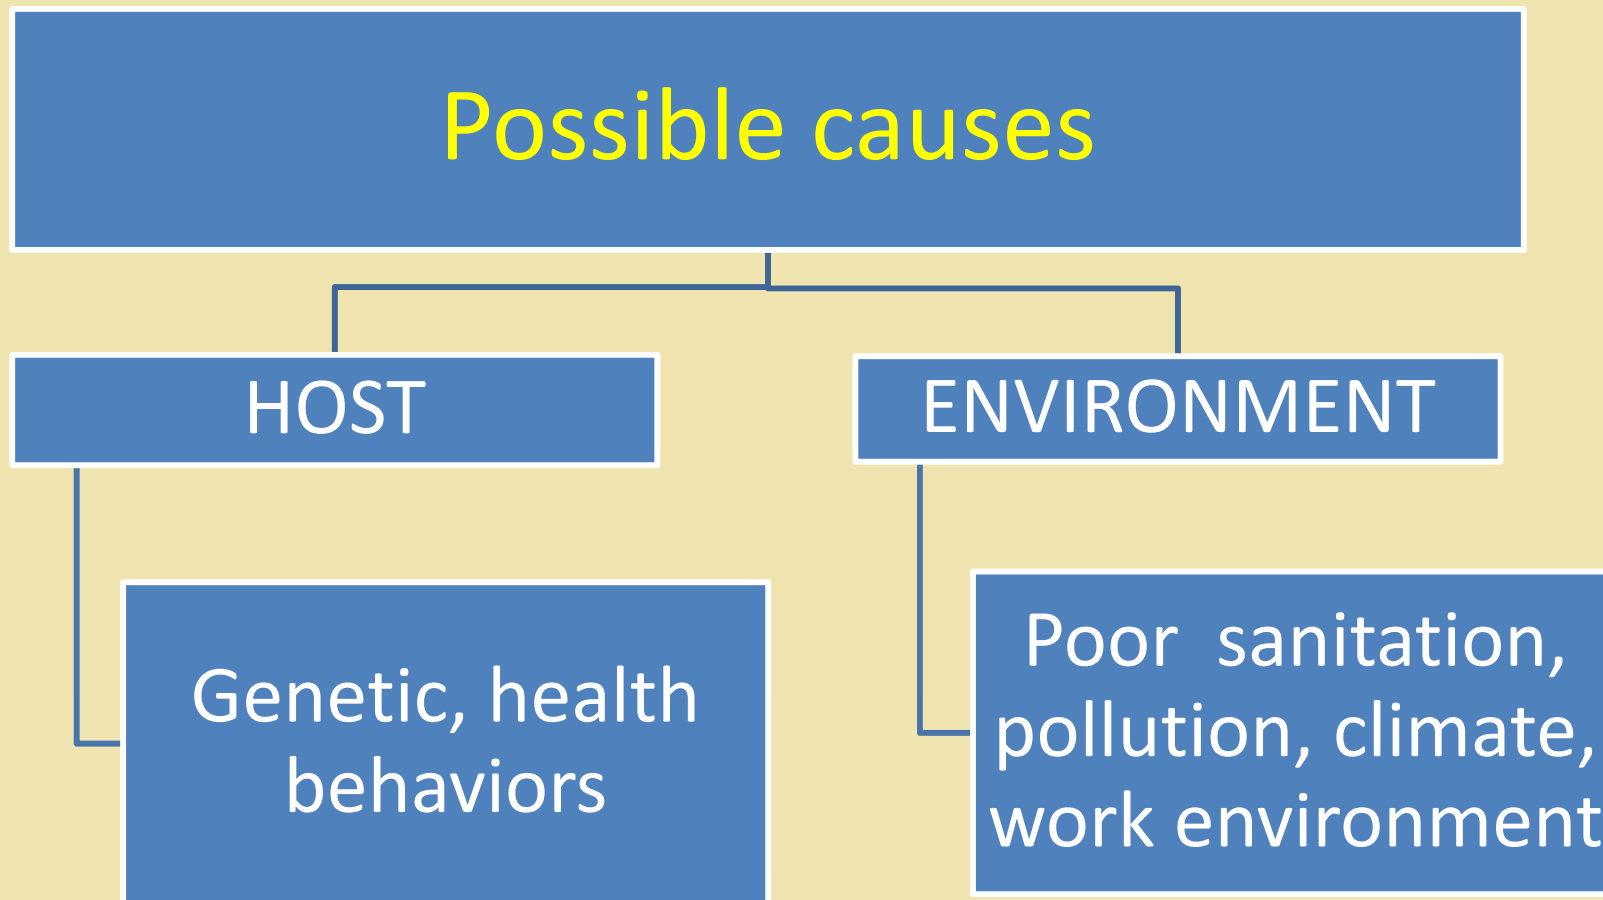 Possible causes
HOST
ENVIRONMENT
Genetic, health
behaviors
Poor sanitation,
pollution, climate,
work environment